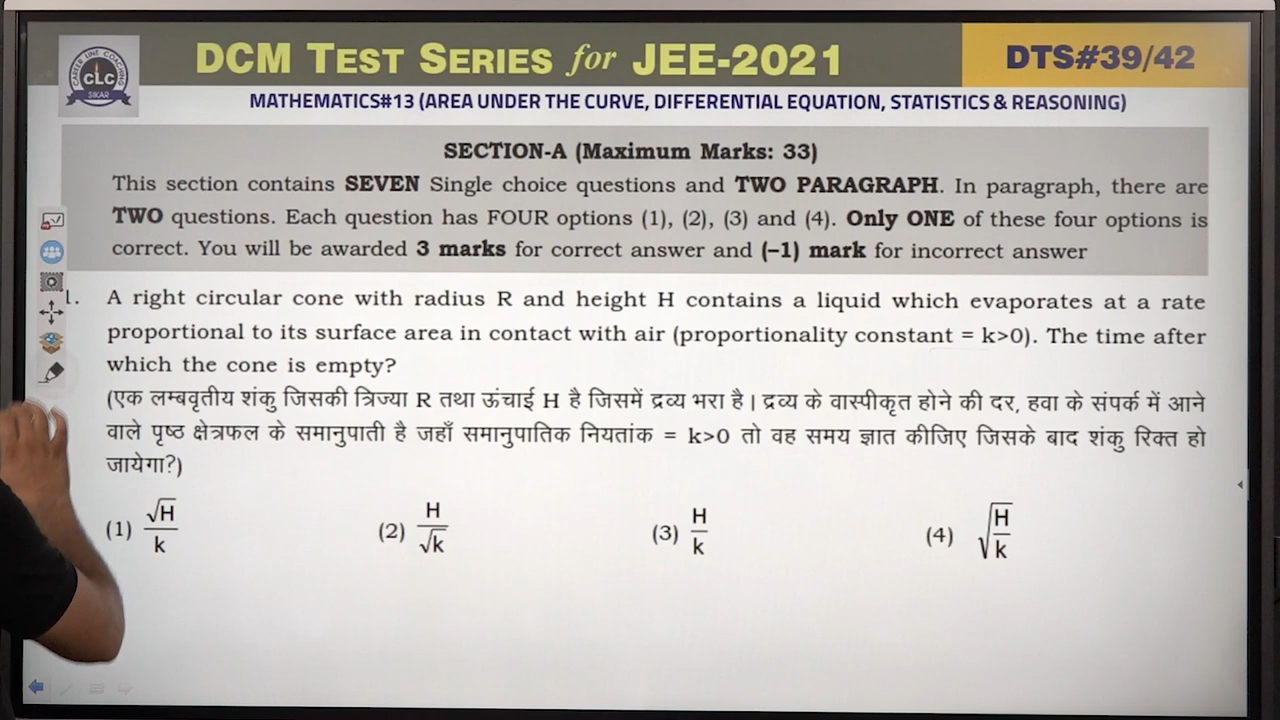 CAREER LINE COACHING
CLC
SIKAR
DCM TEST SERIES for JEE-2021
DTS#39/42
MATHEMATICS#13 (AREA UNDER THE CURVE, DIFFERENTIAL EQUATION, STATISTICS & REASONING)
SECTION-A (Maximum Marks: 33)
This section contains SEVEN Single choice questions and TWO PARAGRAPH. In paragraph, there are
TWO questions. Each question has FOUR options (1), (2), (3) and (4). Only ONE of these four options is
correct. You will be awarded 3 marks for correct answer and (–1) mark for incorrect answer
1. A right circular cone with radius R and height H contains a liquid which evaporates at a rate
proportional to its surface area in contact with air (proportionality constant = k>0). The time after
which the cone is empty?
(एक लम्बवृतीय शंकु जिसकी त्रिज्या R तथा ऊंचाई H है जिसमें द्रव्य भरा है। द्रव्य के वास्पीकृत होने की दर, हवा के संपर्क में आने
वाले पृष्ठ क्षेत्रफल के समानुपाती है जहाँ समानुपातिक नियतांक = k>0 तो वह समय ज्ञात कीजिए जिसके बाद शंकु रिक्त हो
जायेगा?)
(1) √H/k (2) H/√k (3) H/k (4) √(H/k)